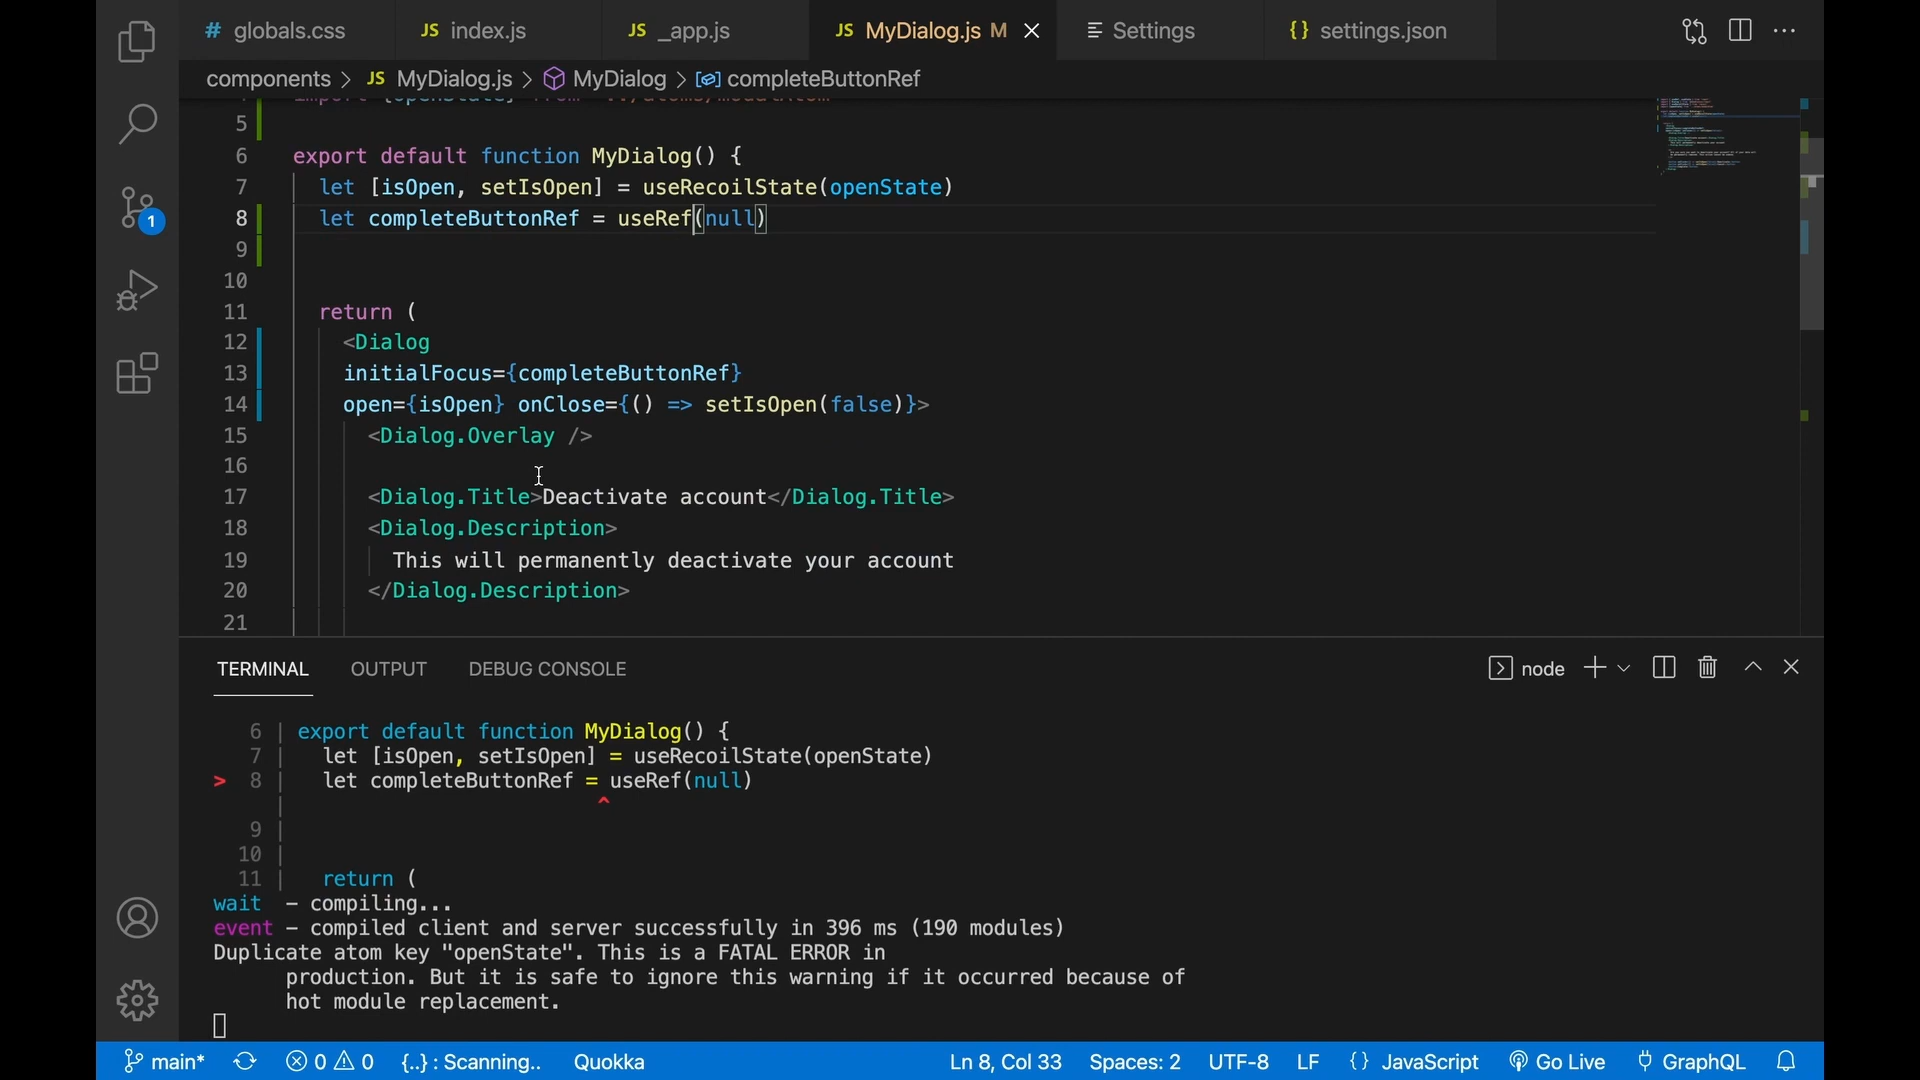 # globals.css JS index.js JS _app.js JS MyDialog.js M Settings {} settings.json
components > JS MyDialog.js > MyDialog > completeButtonRef
5
6 export default function MyDialog() {
7 let [isOpen, setIsOpen] = useRecoilState(openState)
8 let completeButtonRef = useRef(null)
9
10
11 return (
12 <Dialog
13 initialFocus={completeButtonRef}
14 open={isOpen} onClose={() => setIsOpen(false)}>
15 <Dialog.Overlay />
16
17 <Dialog.Title>Deactivate account</Dialog.Title>
18 <Dialog.Description>
19 This will permanently deactivate your account
20 </Dialog.Description>
21
1
TERMINAL OUTPUT DEBUG CONSOLE node
6 | export default function MyDialog() {
7 | let [isOpen, setIsOpen] = useRecoilState(openState)
> 8 | let completeButtonRef = useRef(null)
| ^
9 |
10 |
11 | return (
wait - compiling...
event - compiled client and server successfully in 396 ms (190 modules)
Duplicate atom key "openState". This is a FATAL ERROR in
production. But it is safe to ignore this warning if it occurred because of
hot module replacement.
main* 0 0 {..} : Scanning.. Quokka Ln 8, Col 33 Spaces: 2 UTF-8 LF {} JavaScript Go Live GraphQL